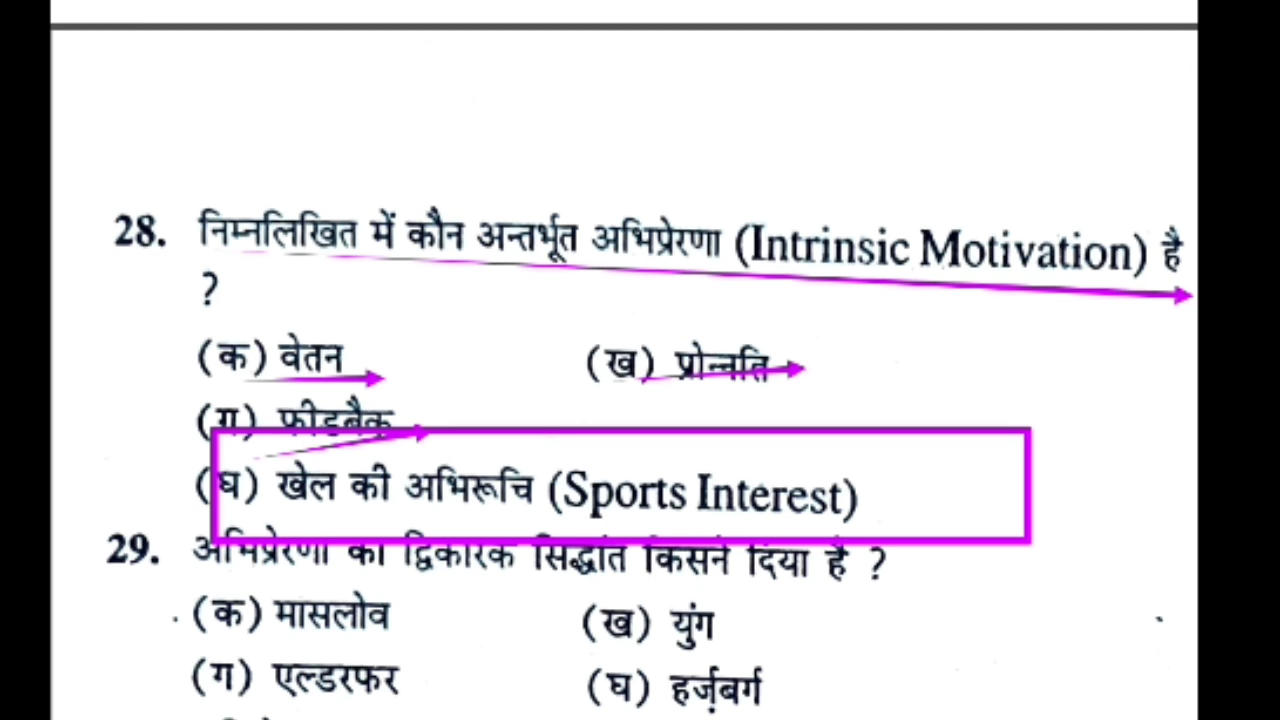 28. निम्नलिखित में कौन अन्तर्भूत अभिप्रेरणा (Intrinsic Motivation) है
?
(क) वेतन (ख) प्रोन्नति
(ग) फीडबैक
(घ) खेल की अभिरूचि (Sports Interest)
29. अभिप्रेरणा का द्विकारक सिद्धांत किसने दिया है ?
(क) मासलोव (ख) युंग
(ग) एल्डरफर (घ) हर्ज़बर्ग